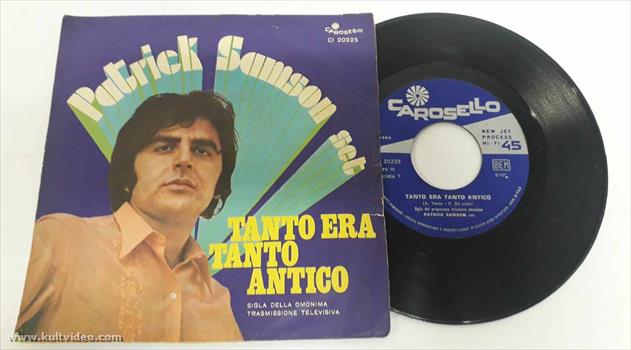 CAROSELLO
CI 20225
Patrick Samson set
TANTO ERA
TANTO
ANTICO
SIGLA DELLA OMONIMA
TRASMISSIONE TELEVISIVA
CAROSELLO
NEW JET
PROCESS
HI-FI 45
20225
BIEM
TANTO ERA TANTO ANTICO
PATRICK SAMSON
www.kultvideo.com